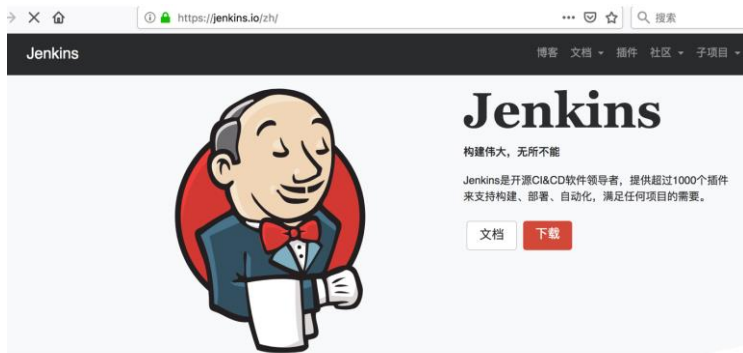 https://jenkins.io/zh/
搜索
Jenkins
博客 文档 插件 社区 子项目
Jenkins
构建伟大，无所不能
Jenkins是开源CI&CD软件领导者，提供超过1000个插件
来支持构建、部署、自动化，满足任何项目的需要。
文档 下载